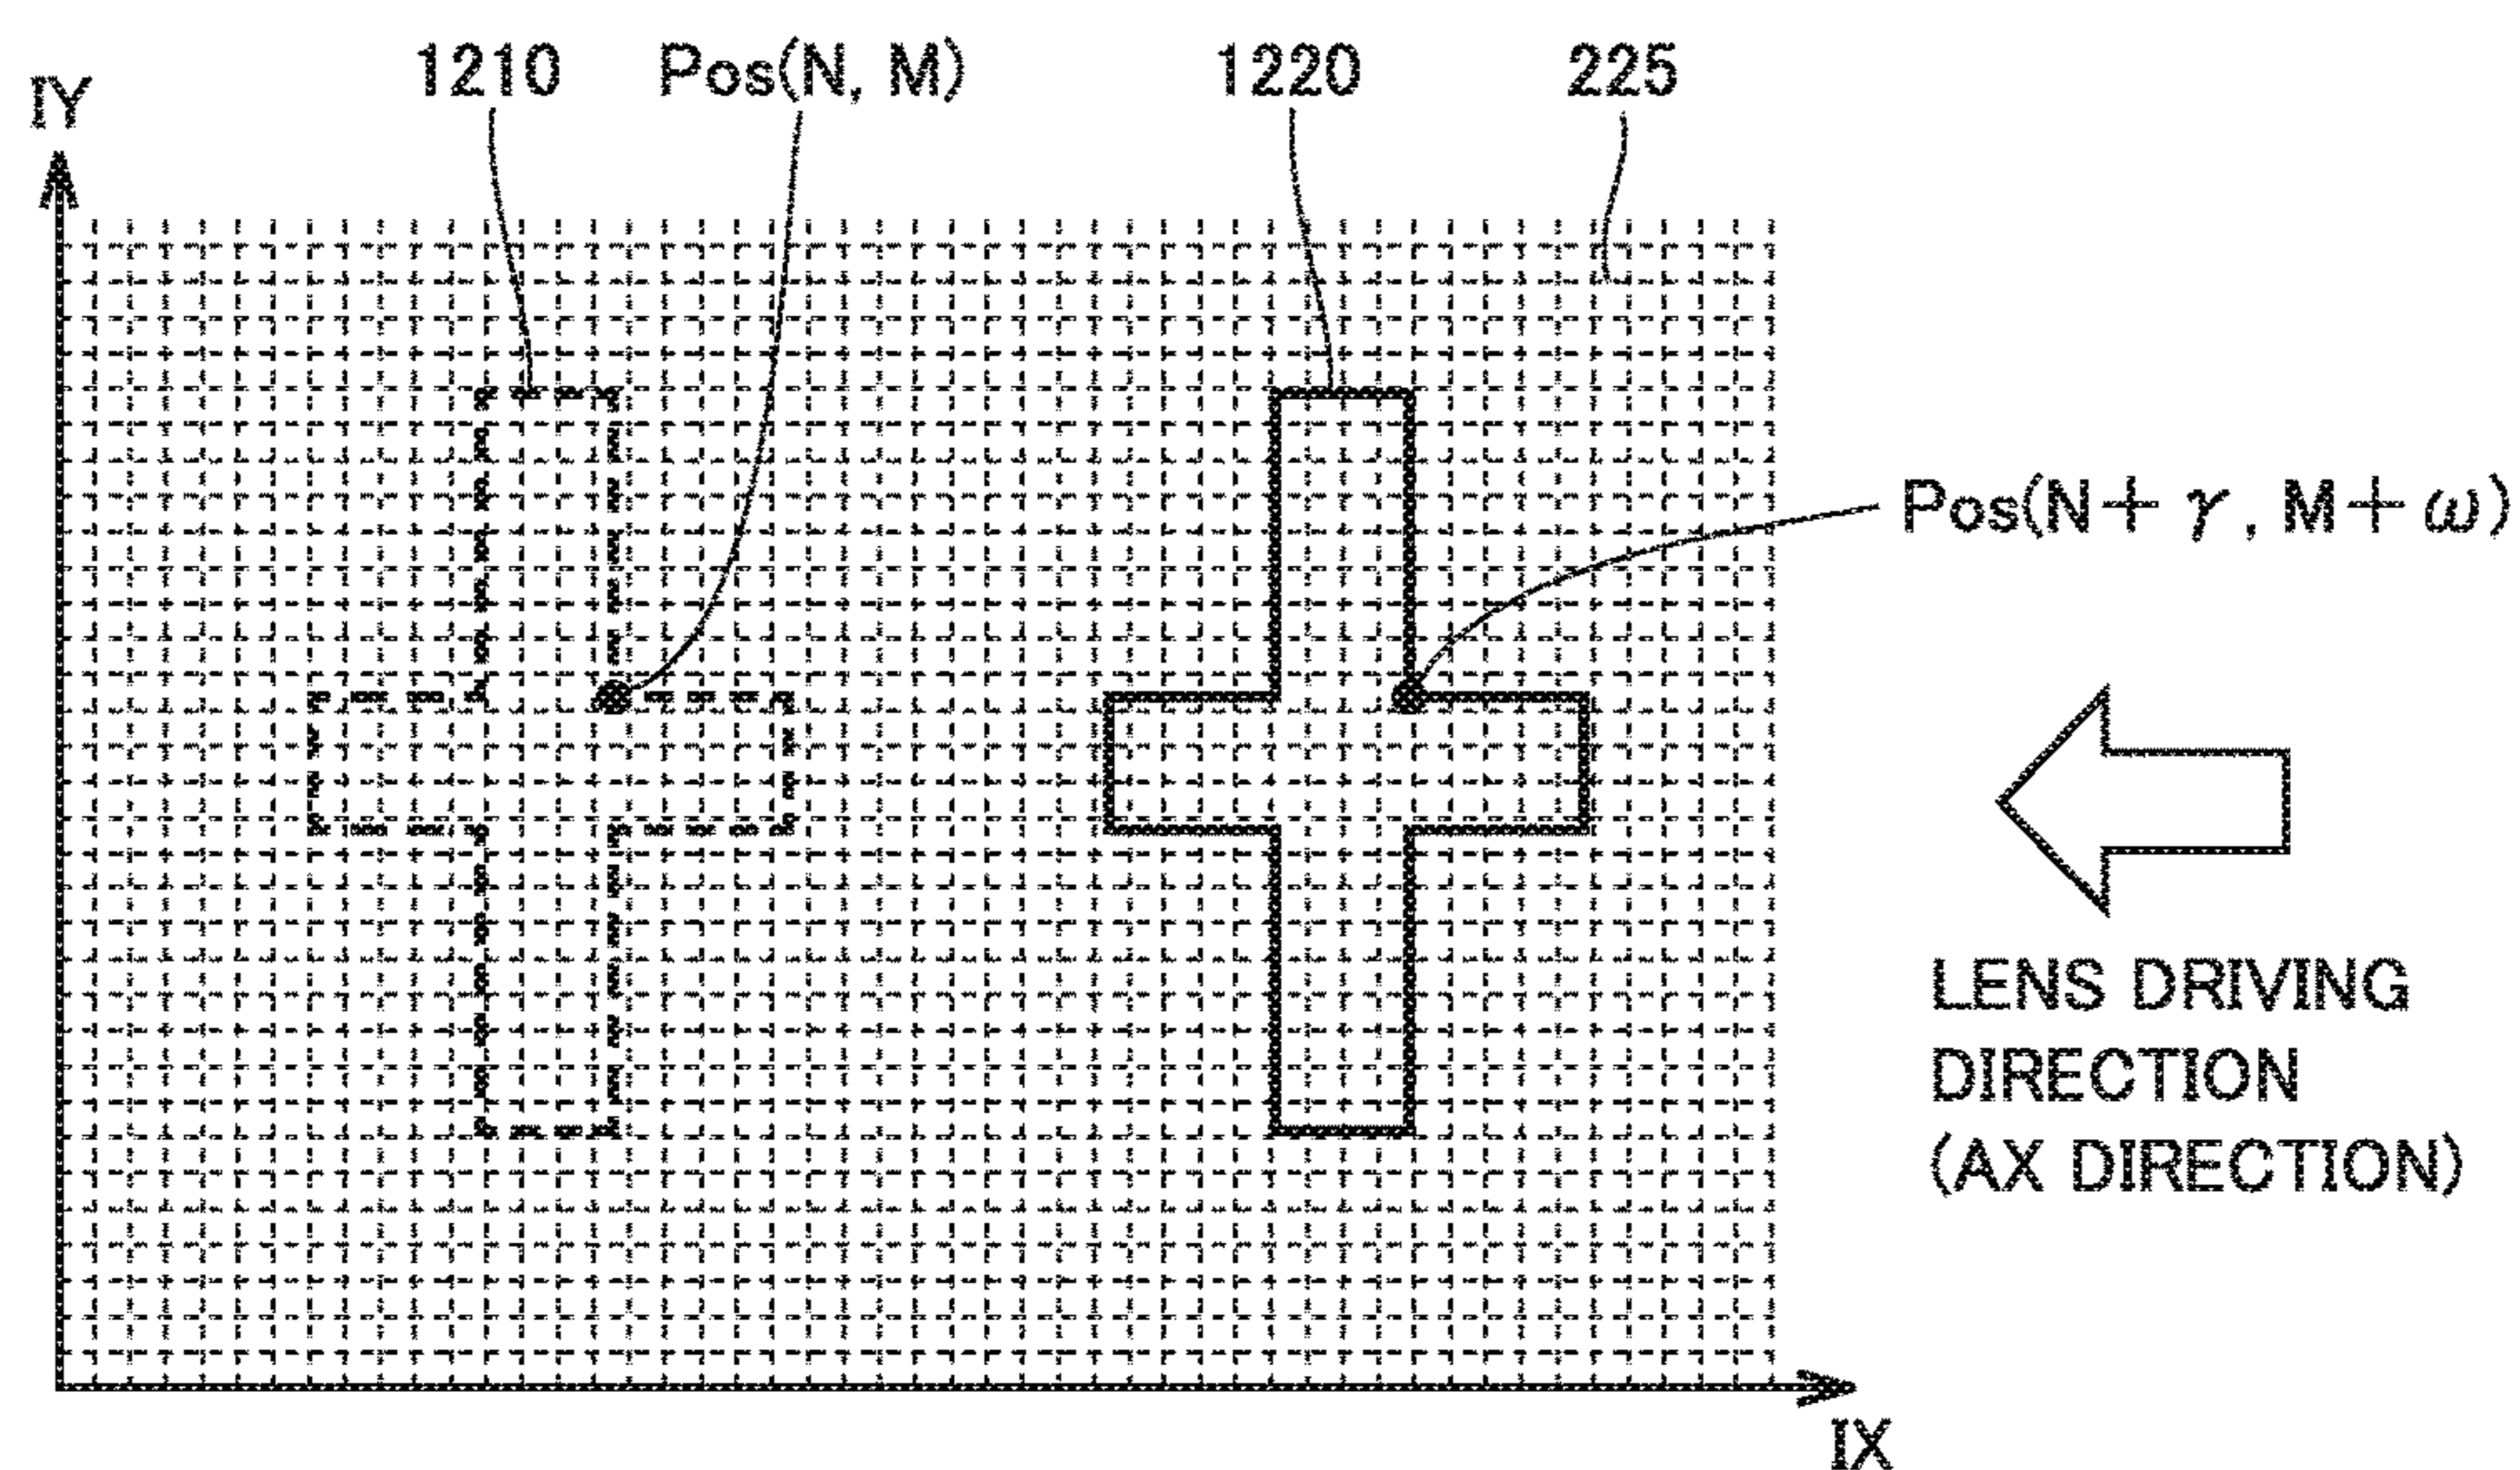 1210
Pos(N, M)
1220
225
IY
Pos(N+γ, M+ω)
LENS DRIVING
DIRECTION
(AX DIRECTION)
IX